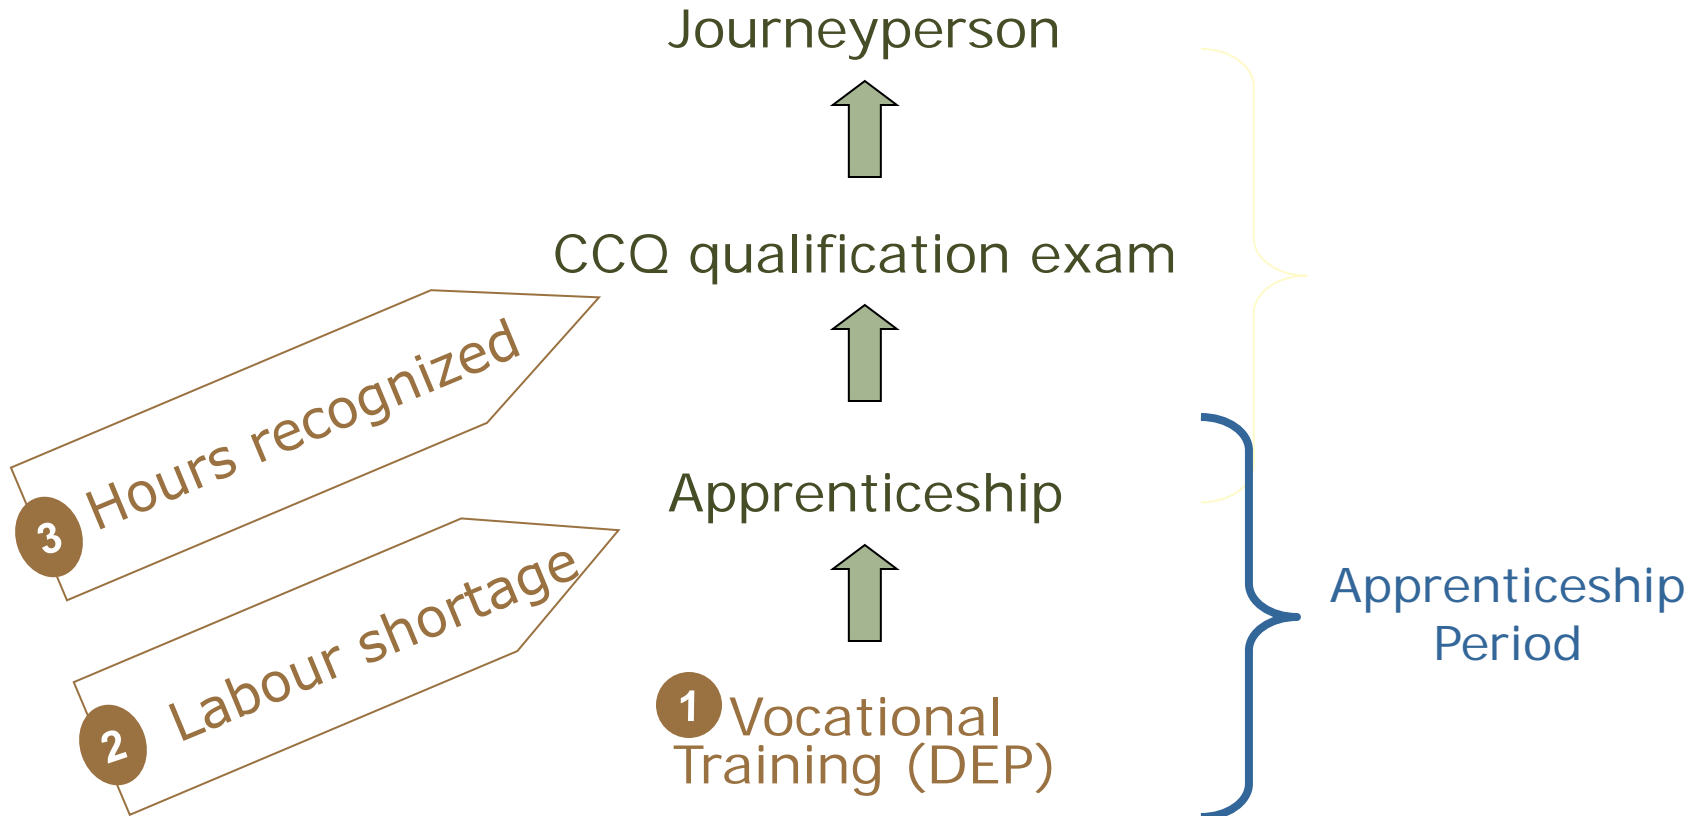 Journeyperson
CCQ qualification exam
3 Hours recognized
Apprenticeship
2 Labour shortage
1 Vocational
Training (DEP)
Apprenticeship
Period